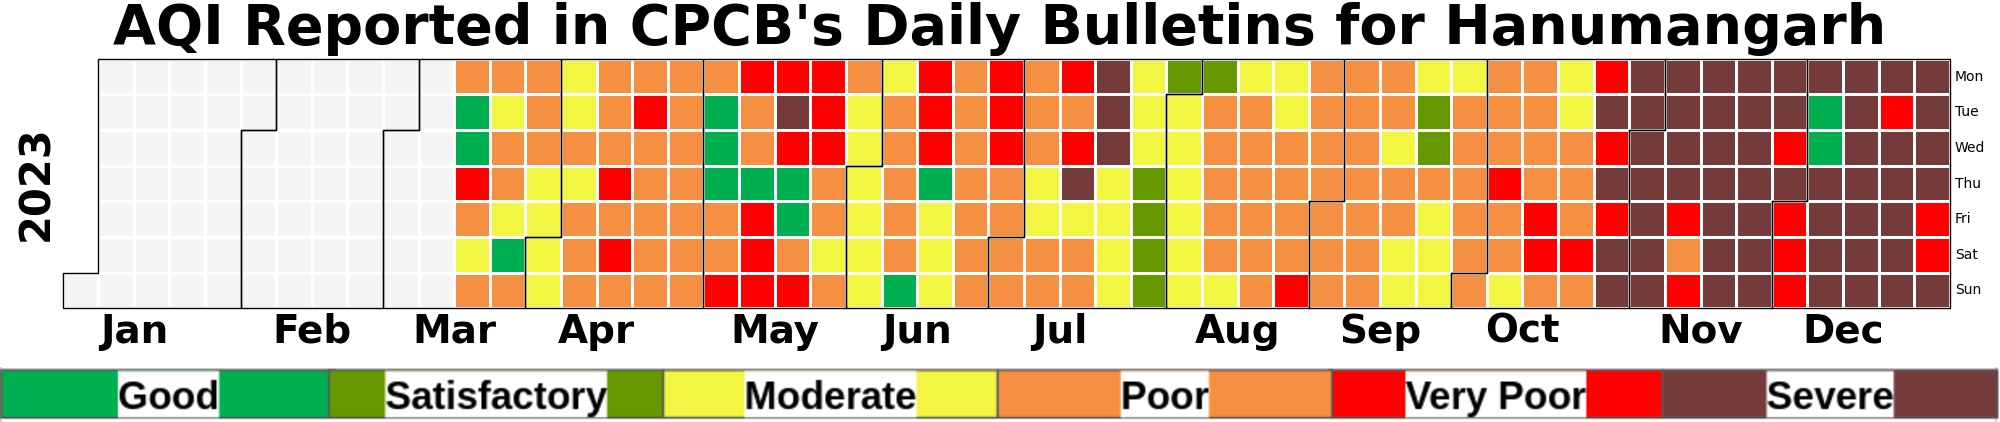 AQI Reported in CPCB's Daily Bulletins for Hanumangarh
2023
Mon
Tue
Wed
Thu
Fri
Sat
Sun
Jan Feb Mar Apr May Jun Jul Aug Sep Oct Nov Dec
Good Satisfactory Moderate Poor Very Poor Severe